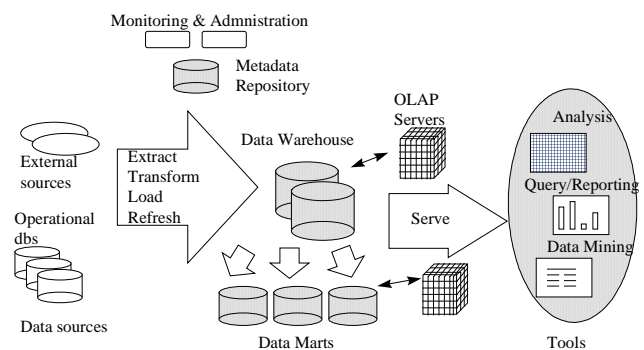 Monitoring & Admnistration
Metadata
Repository
OLAP
Servers
Data Warehouse
External
sources
Extract
Transform
Load
Refresh
Operational
dbs
Serve
Analysis
Query/Reporting
Data Mining
Data sources
Data Marts
Tools